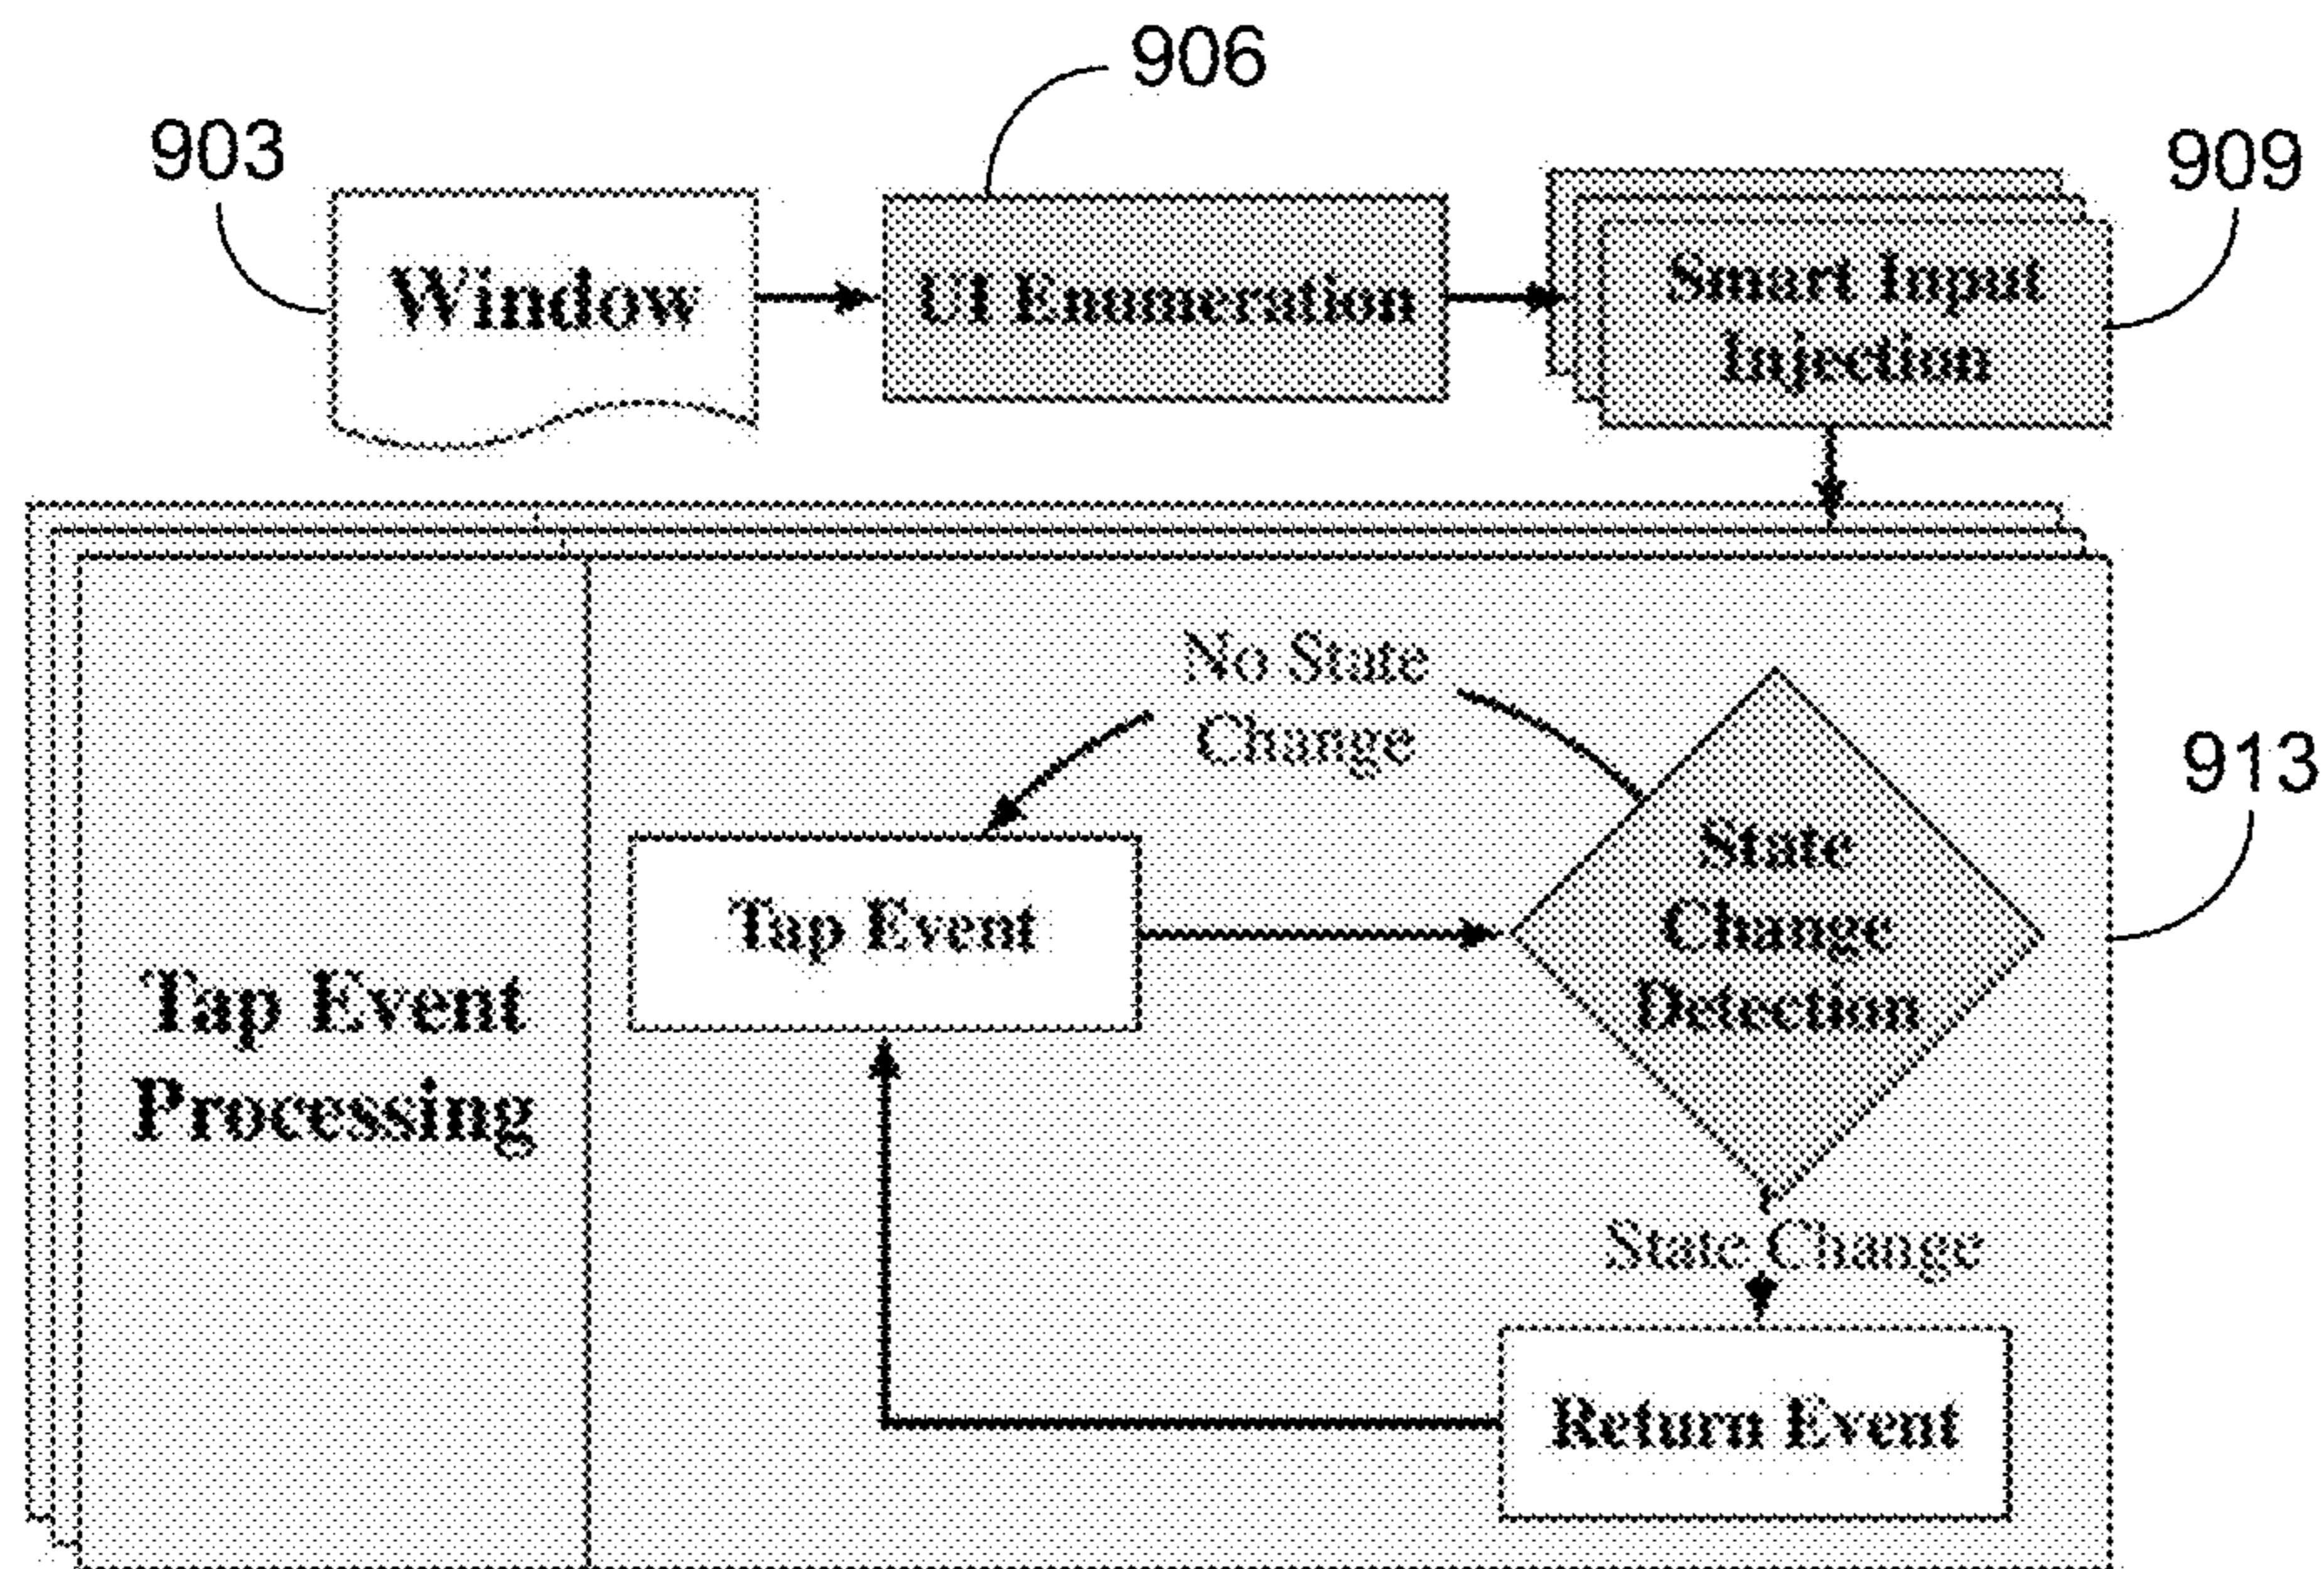 906
903
909
Window
UI Enumeration
Smart Input
Injection
No State
Change
913
State
Change
Detection
Tap Event
Tap Event
Processing
State Change
Return Event